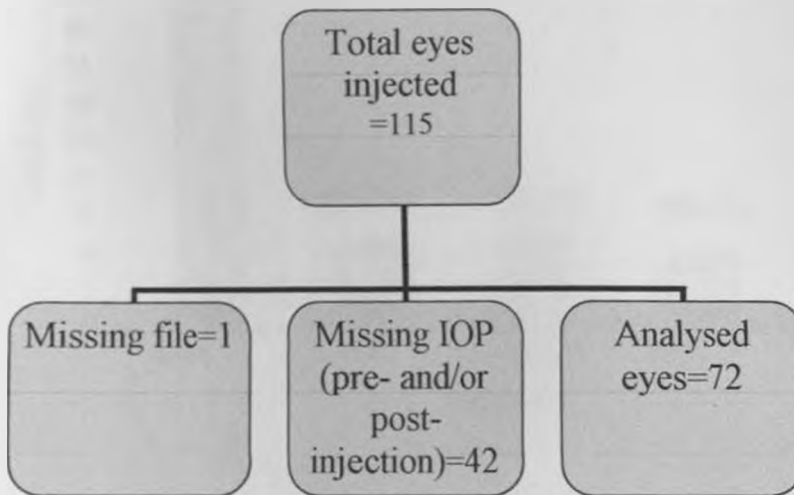 Total eyes
injected
=115
Missing file=1
Missing IOP
(pre- and/or
post-
injection)=42
Analysed
eyes=72